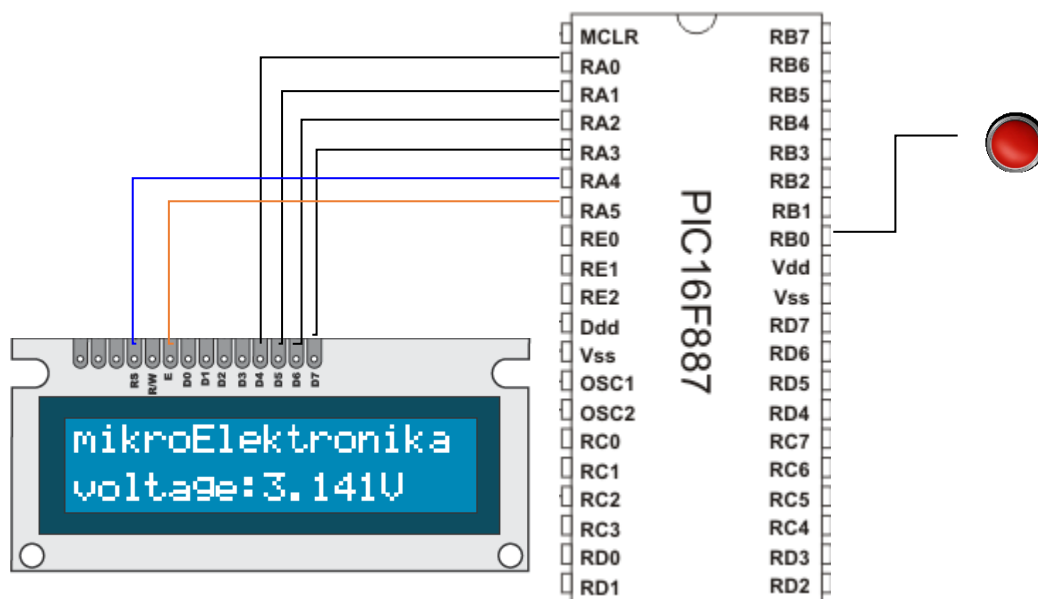 MCLR
RA0
RA1
RA2
RA3
RA4
RA5
RE0
RE1
RE2
Ddd
Vss
OSC1
OSC2
RC0
RC1
RC2
RC3
RD0
RD1
PIC16F887
RB7
RB6
RB5
RB4
RB3
RB2
RB1
RB0
Vdd
Vss
RD7
RD6
RD5
RD4
RC7
RC6
RC5
RC4
RD3
RD2
RS
R/W
E
D0
D1
D2
D3
D4
D5
D6
D7
mikroElektronika
voltage:3.141V